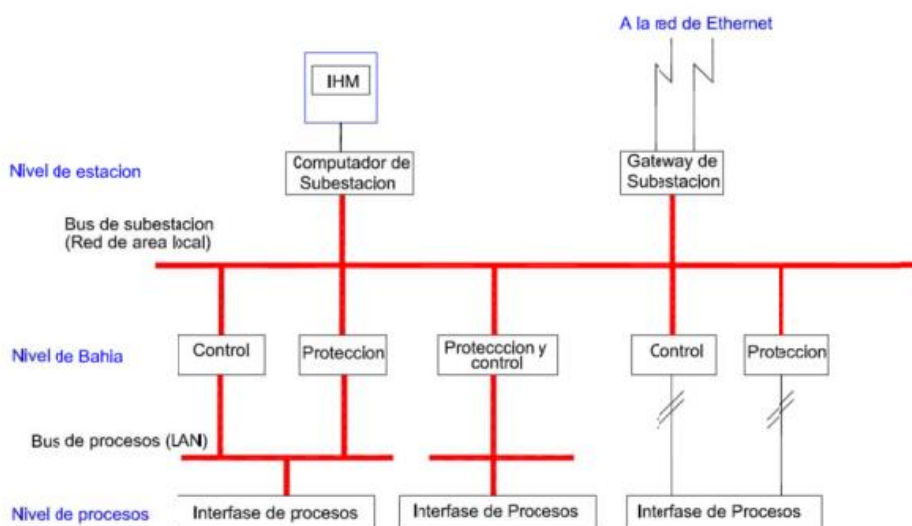 A la red de Ethernet
IHM
Nivel de estacion
Computador de
Subestacion
Gateway de
Subestacion
Bus de subestacion
(Red de area local)
Nivel de Bahia
Control
Proteccion
Protecccion y
control
Control
Proteccion
Bus de procesos (LAN)
Nivel de procesos
Interfase de procesos
Interfase de Procesos
Interfase de Procesos